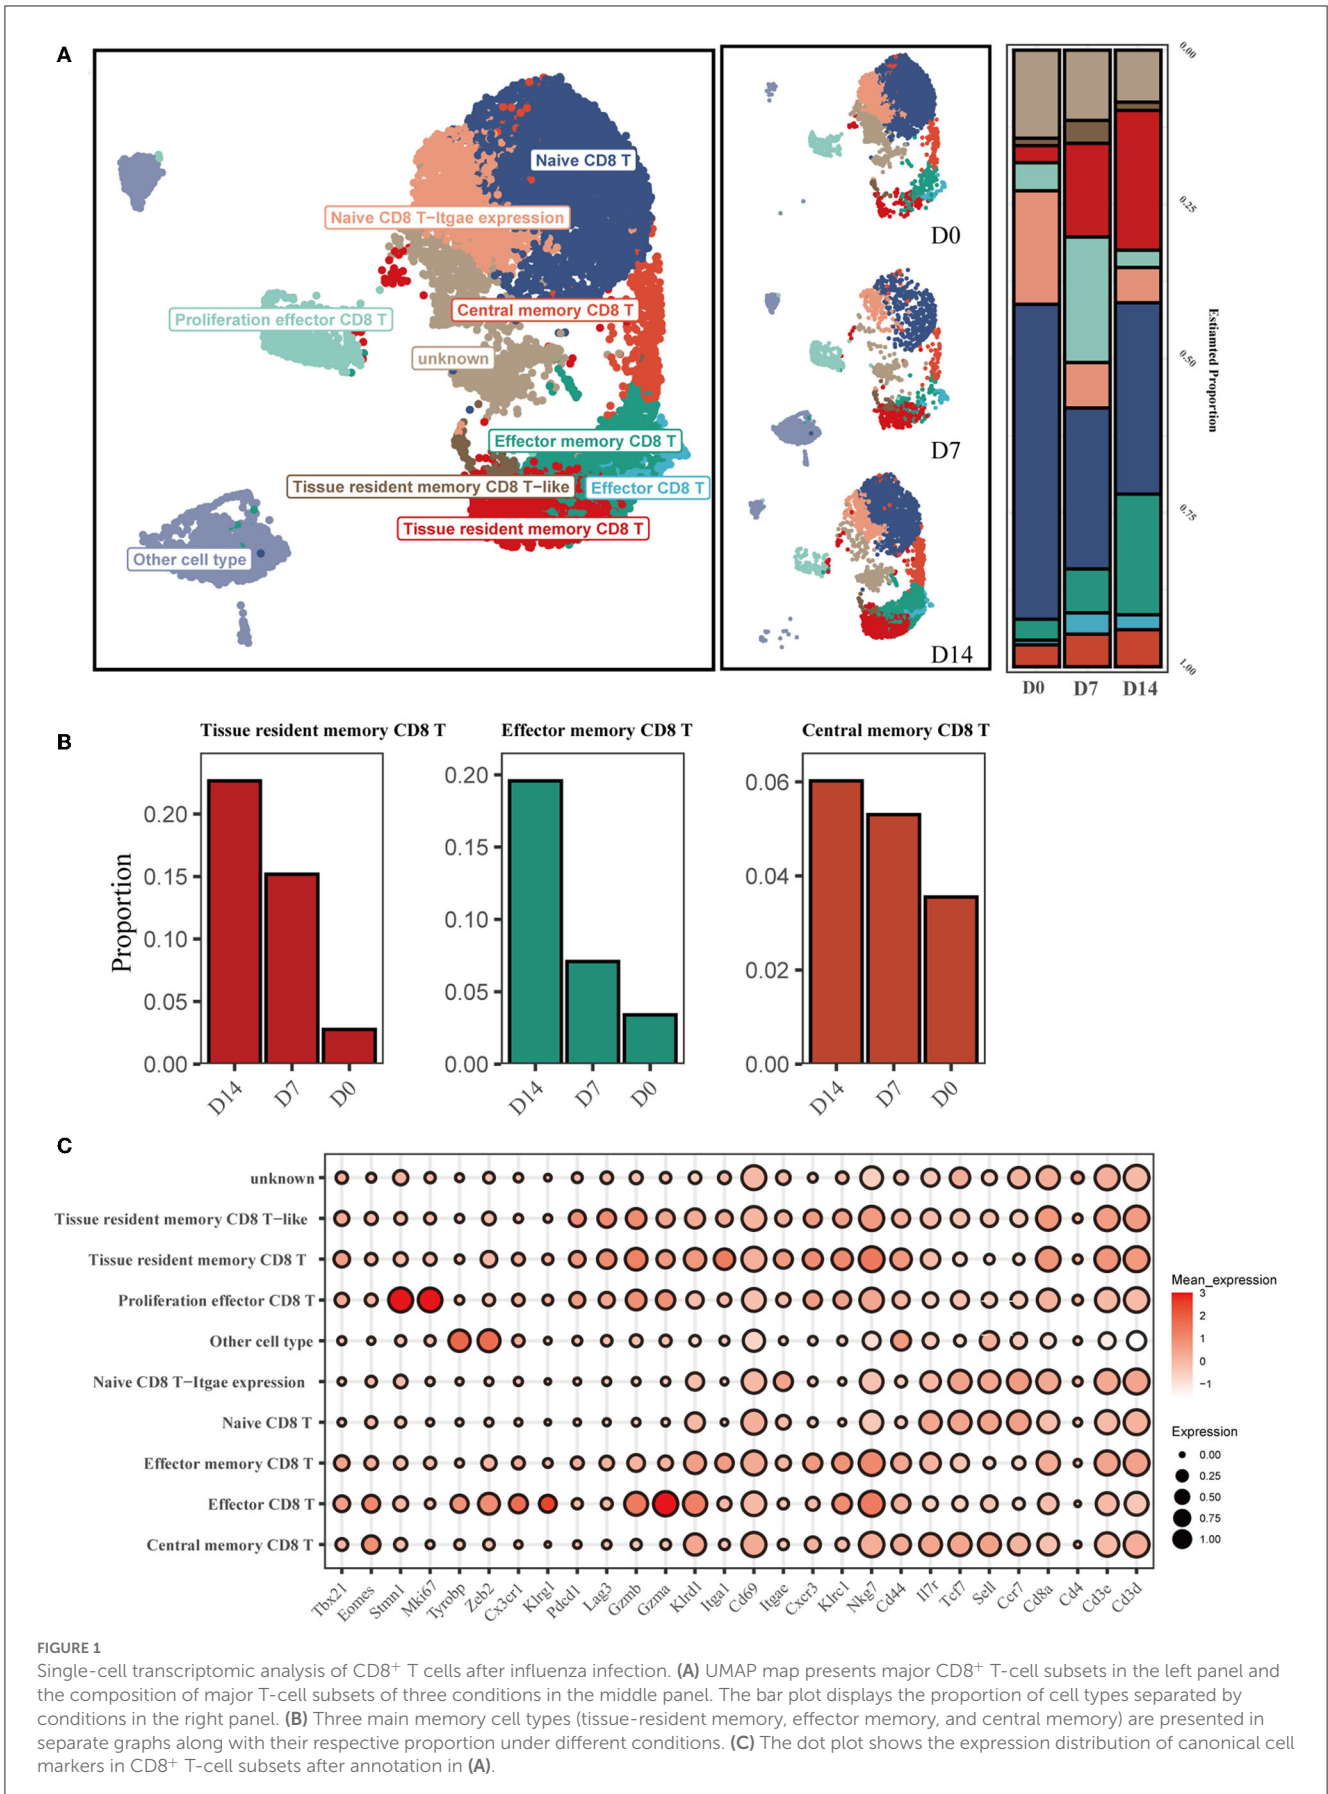 A
Naive CD8 T
Naive CD8 T−Itgae expression
Central memory CD8 T
Proliferation effector CD8 T
unknown
Effector memory CD8 T
Tissue resident memory CD8 T−like
Effector CD8 T
Tissue resident memory CD8 T
Other cell type
D0
D7
D14
0.00
0.25
0.50
0.75
1.00
Estiamted Proportion
D0 D7 D14
B
Tissue resident memory CD8 T
Effector memory CD8 T
Central memory CD8 T
Proportion
0.20
0.15
0.10
0.05
0.00
D14 D7 D0
0.20
0.15
0.10
0.05
0.00
D14 D7 D0
0.06
0.04
0.02
0.00
D14 D7 D0
C
unknown
Tissue resident memory CD8 T−like
Tissue resident memory CD8 T
Proliferation effector CD8 T
Other cell type
Naive CD8 T−Itgae expression
Naive CD8 T
Effector memory CD8 T
Effector CD8 T
Central memory CD8 T
Tbx21 Eomes Stmn1 Mki67 Tyrobp Zeb2 Cx3cr1 Klrg1 Pdcd1 Lag3 Gzmb Gzma Klrd1 Itga1 Cd69 Itgae Cxcr3 Klrc1 Nkg7 Cd44 Il7r Tcf7 Sell Ccr7 Cd8a Cd4 Cd3e Cd3d
Mean_expression
3
2
1
0
−1
Expression
0.00
0.25
0.50
0.75
1.00
FIGURE 1
Single-cell transcriptomic analysis of CD8+ T cells after influenza infection. (A) UMAP map presents major CD8+ T-cell subsets in the left panel and
the composition of major T-cell subsets of three conditions in the middle panel. The bar plot displays the proportion of cell types separated by
conditions in the right panel. (B) Three main memory cell types (tissue-resident memory, effector memory, and central memory) are presented in
separate graphs along with their respective proportion under different conditions. (C) The dot plot shows the expression distribution of canonical cell
markers in CD8+ T-cell subsets after annotation in (A).